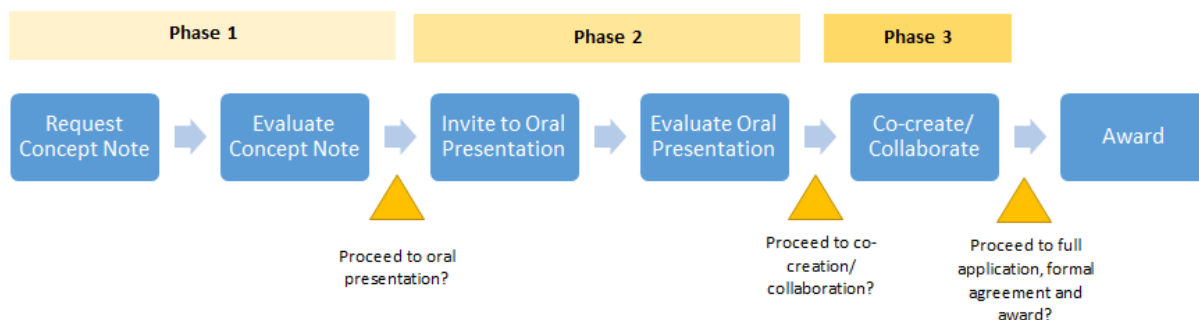 Phase 1
Phase 2
Phase 3
Request
Concept Note
Evaluate
Concept Note
Invite to Oral
Presentation
Evaluate Oral
Presentation
Co-create/
Collaborate
Award
Proceed to oral
presentation?
Proceed to co-
creation/
collaboration?
Proceed to full
application, formal
agreement and
award?